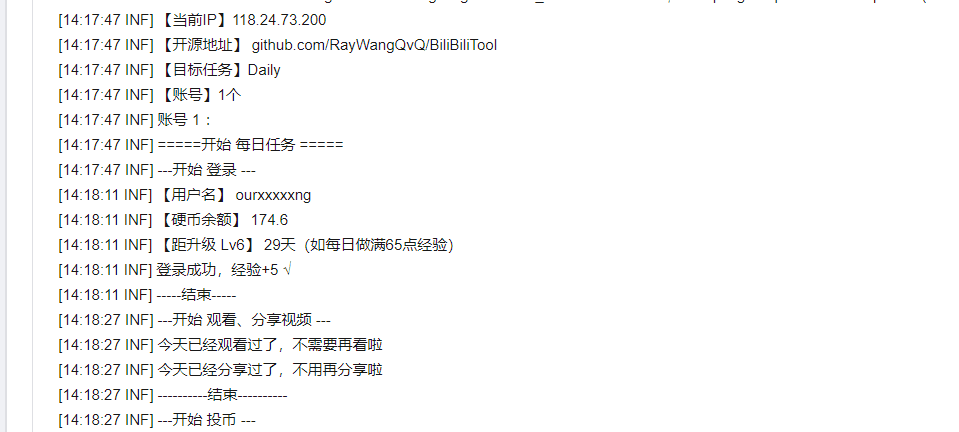 [14:17:47 INF] 【当前IP】118.24.73.200
[14:17:47 INF] 【开源地址】 github.com/RayWangQvQ/BiliBiliTool
[14:17:47 INF] 【目标任务】Daily
[14:17:47 INF] 【账号】1个
[14:17:47 INF] 账号 1 ：
[14:17:47 INF] =====开始 每日任务 =====
[14:17:47 INF] ---开始 登录 ---
[14:18:11 INF] 【用户名】 ourxxxxxng
[14:18:11 INF] 【硬币余额】 174.6
[14:18:11 INF] 【距升级 Lv6】 29天（如每日做满65点经验）
[14:18:11 INF] 登录成功，经验+5 √
[14:18:11 INF] -----结束-----
[14:18:27 INF] ---开始 观看、分享视频 ---
[14:18:27 INF] 今天已经观看过了，不需要再看啦
[14:18:27 INF] 今天已经分享过了，不用再分享啦
[14:18:27 INF] ----------结束----------
[14:18:27 INF] ---开始 投币 ---